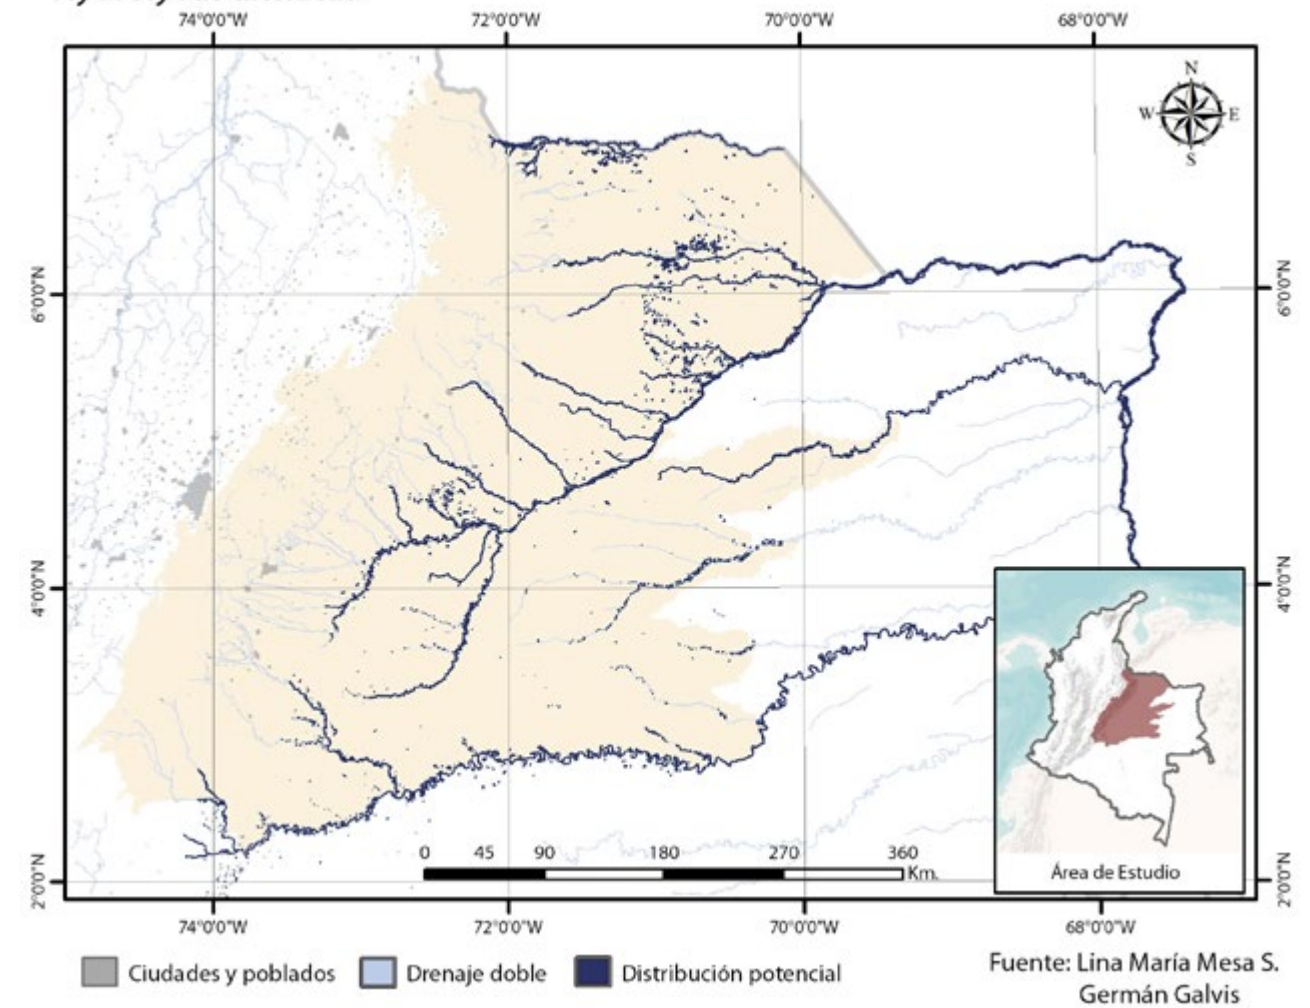 74°0'0"W 72°0'0"W 70°0'0"W 68°0'0"W
N
W E
S
6°0'0"N 6°0'0"N
4°0'0"N 4°0'0"N
0 45 90 180 270 360
Km.
Área de Estudio
2°0'0"N 2°0'0"N
74°0'0"W 72°0'0"W 70°0'0"W 68°0'0"W
Ciudades y poblados Drenaje doble Distribución potencial
Fuente: Lina María Mesa S.
Germán Galvis